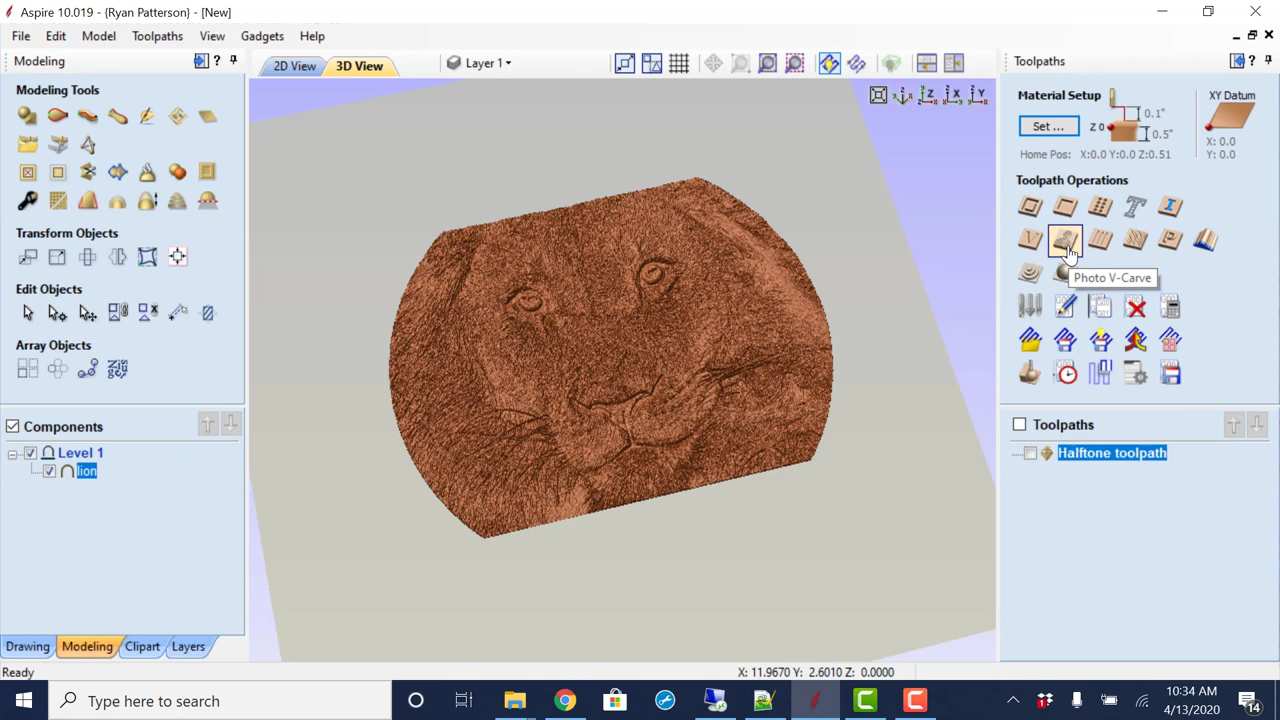 Aspire 10.019 - {Ryan Patterson} - [New]
File Edit Model Toolpaths View Gadgets Help
Modeling
?
2D View 3D View Layer 1
Toolpaths
?
Modeling Tools
Z X Y
Material Setup XY Datum
Set ... Z 0 0.1" 0.5"
X: 0.0
Y: 0.0
Home Pos: X:0.0 Y:0.0 Z:0.51
Toolpath Operations
Photo V-Carve
Transform Objects
Edit Objects
Array Objects
Components
Level 1
lion
Toolpaths
Halftone toolpath
Drawing Modeling Clipart Layers
Ready
X: 11.9670 Y: 2.6010 Z: 0.0000
Type here to search
10:34 AM
4/13/2020
14